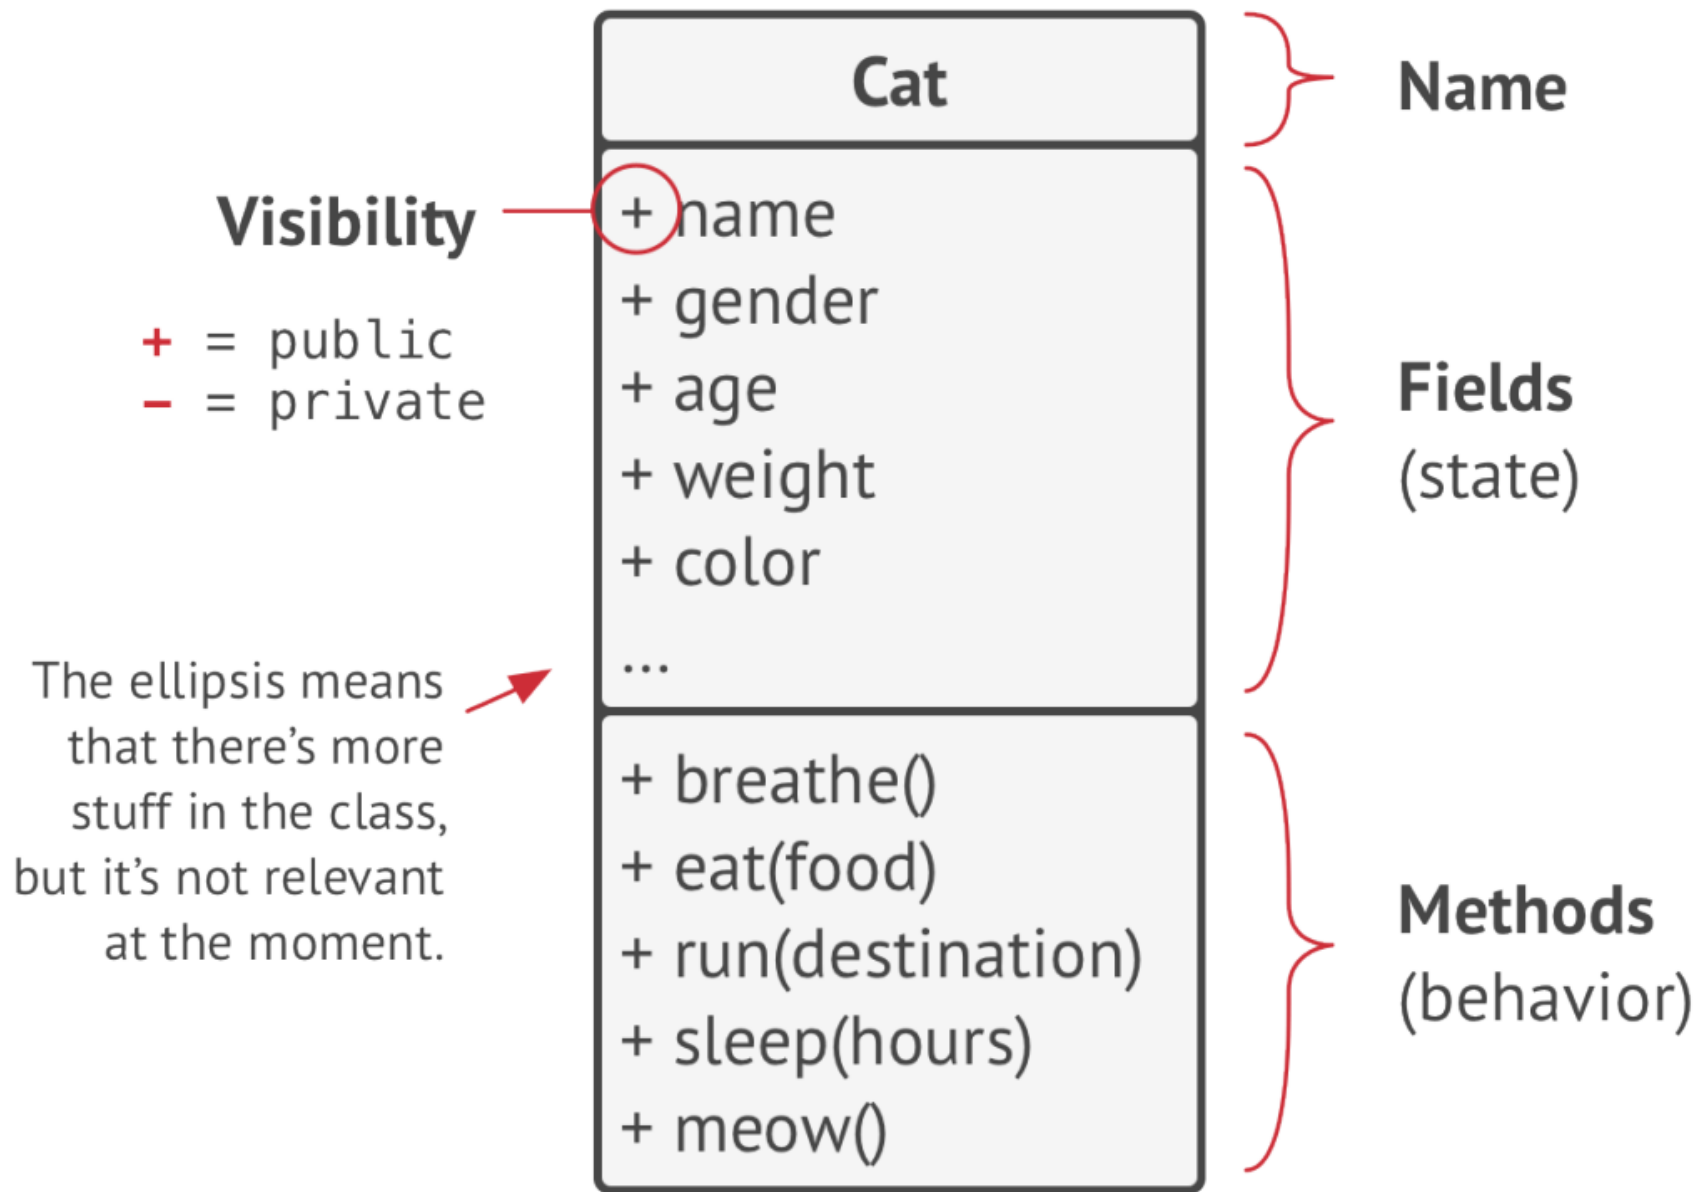 Cat
Name
Visibility
+ = public
– = private
+ name
+ gender
+ age
+ weight
+ color
...
Fields
(state)
The ellipsis means
that there’s more
stuff in the class,
but it’s not relevant
at the moment.
+ breathe()
+ eat(food)
+ run(destination)
+ sleep(hours)
+ meow()
Methods
(behavior)